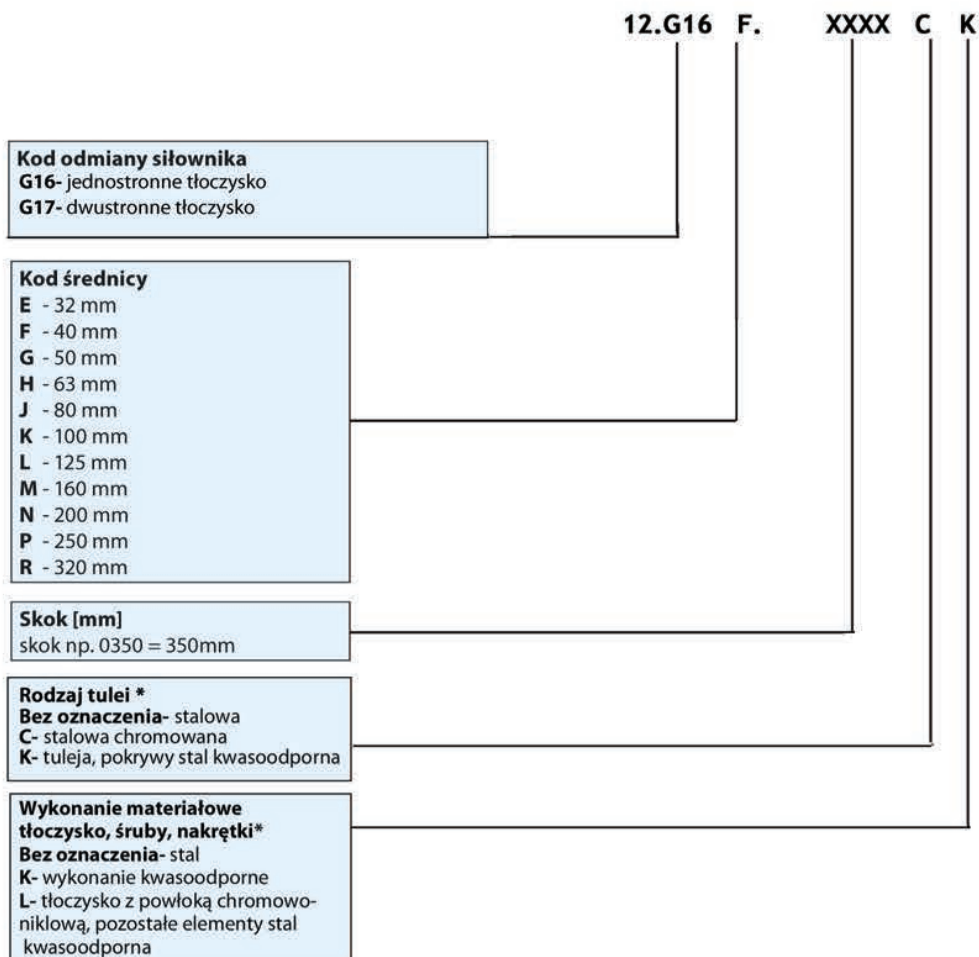 12.G16 F. XXXX C K
Kod odmiany siłownika
G16- jednostronne tłoczysko
G17- dwustronne tłoczysko
Kod średnicy
E - 32 mm
F - 40 mm
G - 50 mm
H - 63 mm
J - 80 mm
K - 100 mm
L - 125 mm
M - 160 mm
N - 200 mm
P - 250 mm
R - 320 mm
Skok [mm]
skok np. 0350 = 350mm
Rodzaj tulei *
Bez oznaczenia- stalowa
C- stalowa chromowana
K- tuleja, pokrywy stal kwasoodporna
Wykonanie materiałowe
tłoczysko, śruby, nakrętki*
Bez oznaczenia- stal
K- wykonanie kwasoodporne
L- tłoczysko z powłoką chromowo-
niklową, pozostałe elementy stal
kwasoodporna